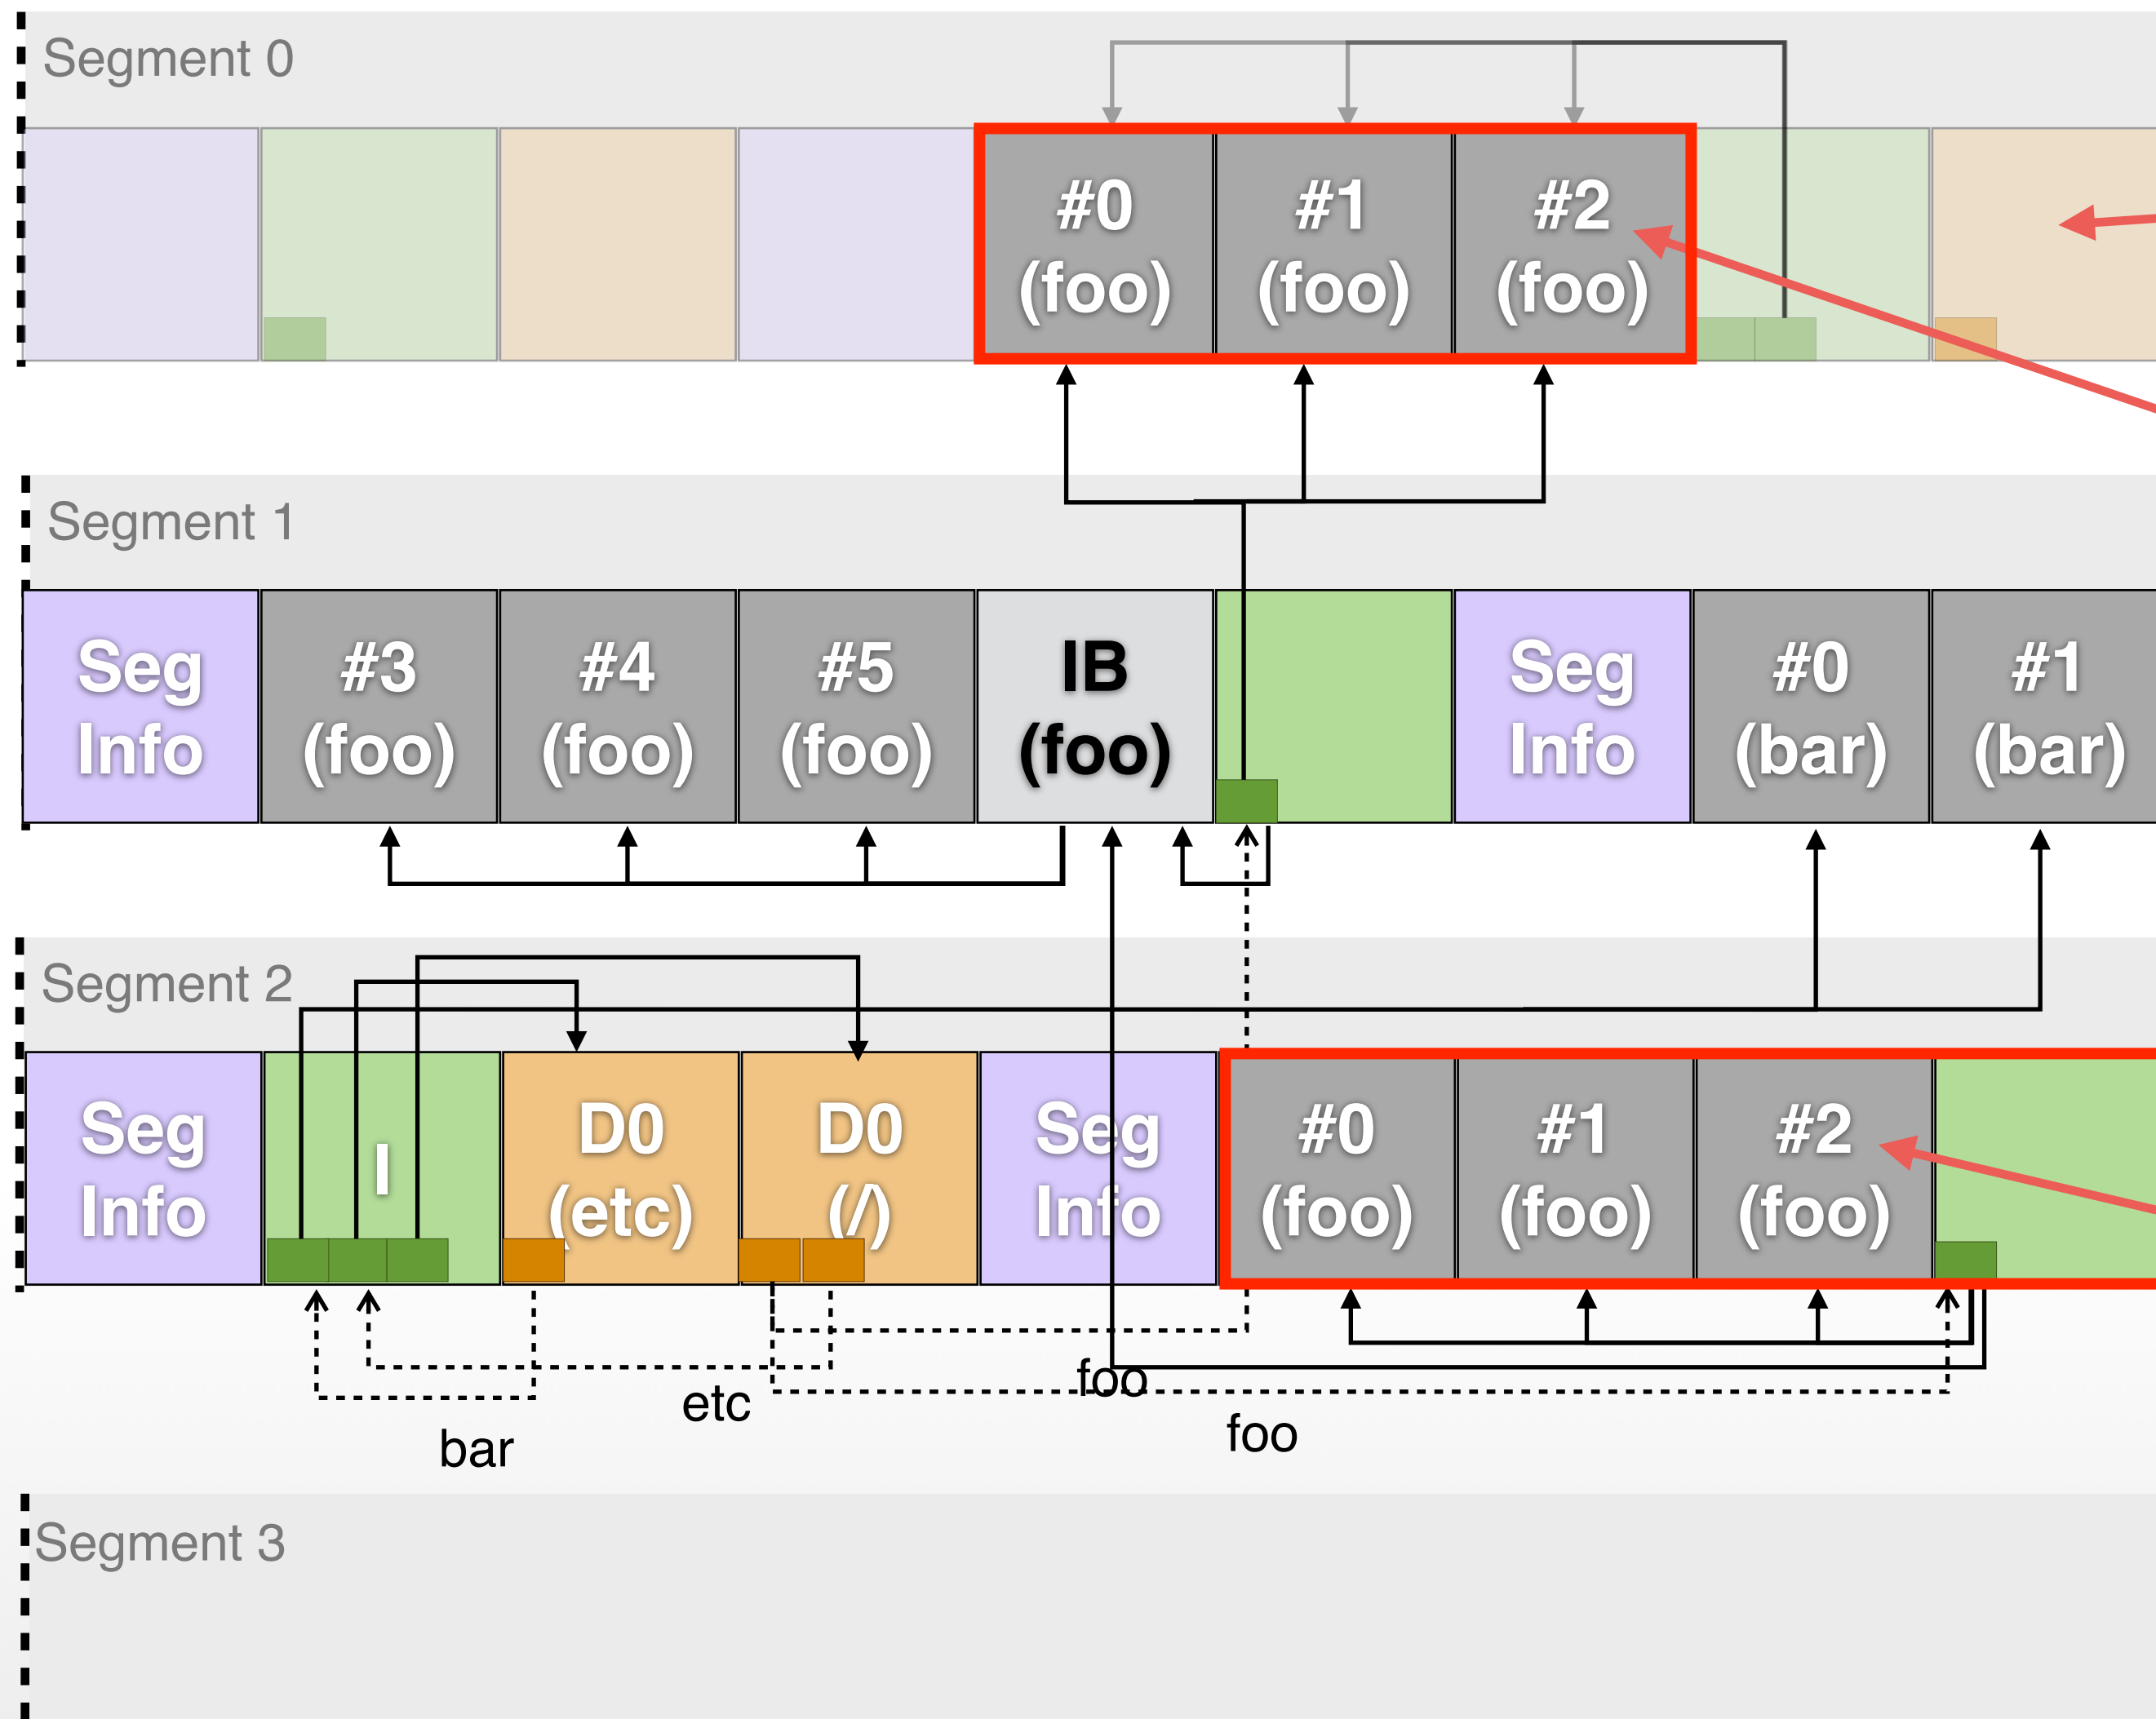 Segment 0
#0 #1 #2
(foo) (foo) (foo)
Segment 1
Seg #3 #4 #5 IB Seg #0 #1
Info (foo) (foo) (foo) (foo) Info (bar) (bar)
Segment 2
Seg I D0 D0 Seg #0 #1 #2
Info (etc) (/) Info (foo) (foo) (foo)
foo
etc
foo
bar
Segment 3